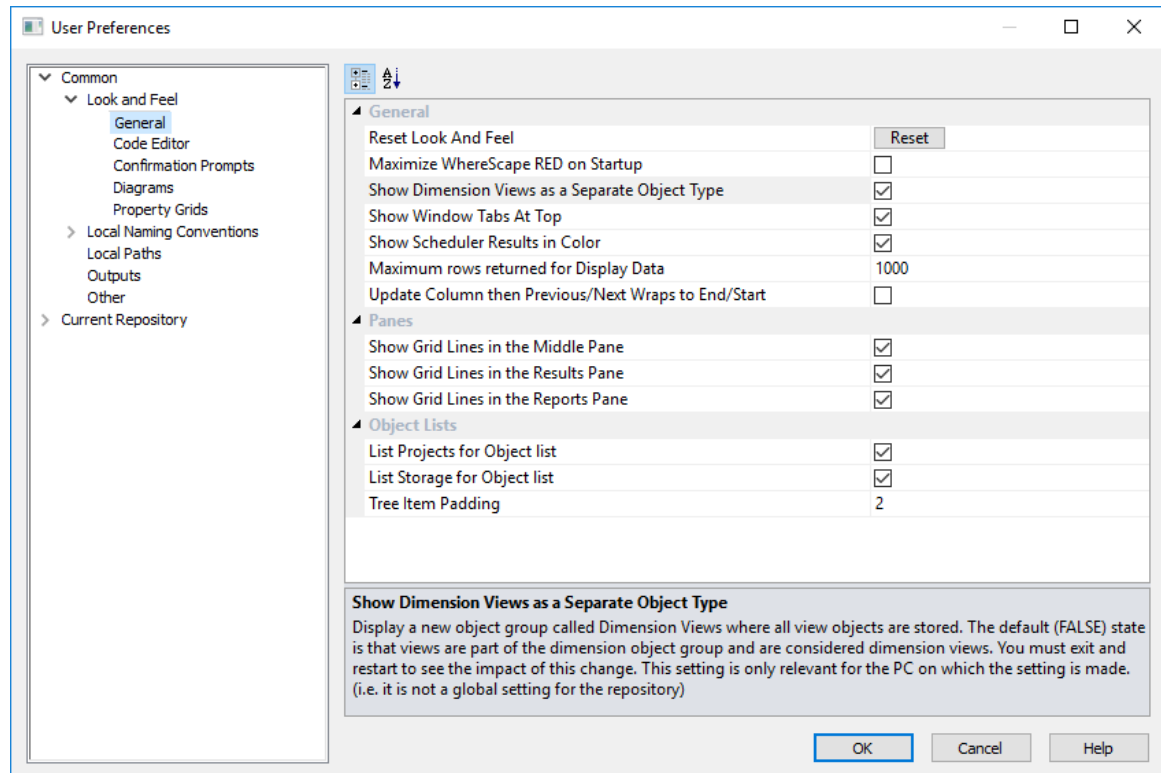 User Preferences
Common
Look and Feel
General
Code Editor
Confirmation Prompts
Diagrams
Property Grids
Local Naming Conventions
Local Paths
Outputs
Other
Current Repository
General
Reset Look And Feel Reset
Maximize WhereScape RED on Startup
Show Dimension Views as a Separate Object Type
Show Window Tabs At Top
Show Scheduler Results in Color
Maximum rows returned for Display Data 1000
Update Column then Previous/Next Wraps to End/Start
Panes
Show Grid Lines in the Middle Pane
Show Grid Lines in the Results Pane
Show Grid Lines in the Reports Pane
Object Lists
List Projects for Object list
List Storage for Object list
Tree Item Padding 2
Show Dimension Views as a Separate Object Type
Display a new object group called Dimension Views where all view objects are stored. The default (FALSE) state
is that views are part of the dimension object group and are considered dimension views. You must exit and
restart to see the impact of this change. This setting is only relevant for the PC on which the setting is made.
(i.e. it is not a global setting for the repository)
OK Cancel Help